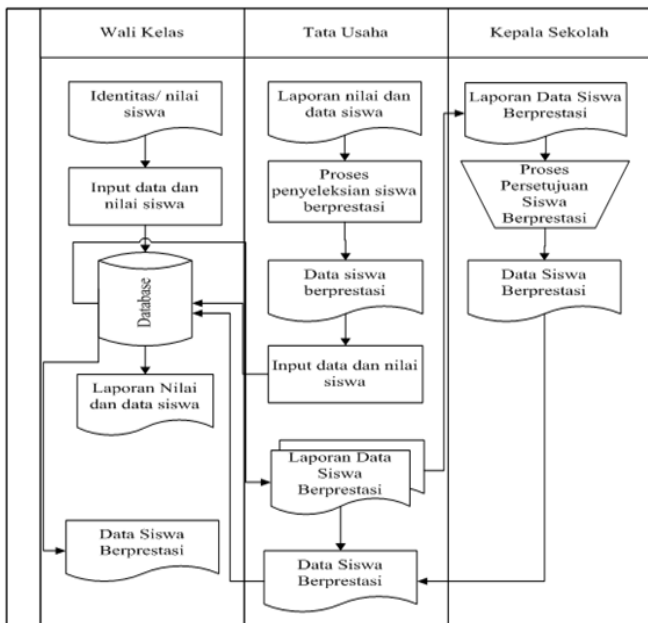 Wali Kelas
Tata Usaha
Kepala Sekolah
Identitas/ nilai
siswa
Input data dan
nilai siswa
Database
Laporan Nilai
dan data siswa
Data Siswa
Berprestasi
Laporan nilai dan
data siswa
Proses
penyeleksian siswa
berprestasi
Data siswa
berprestasi
Input data dan nilai
siswa
Laporan Data
Siswa
Berprestasi
Data Siswa
Berprestasi
Laporan Data Siswa
Berprestasi
Proses
Persetujuan
Siswa
Berprestasi
Data Siswa
Berprestasi